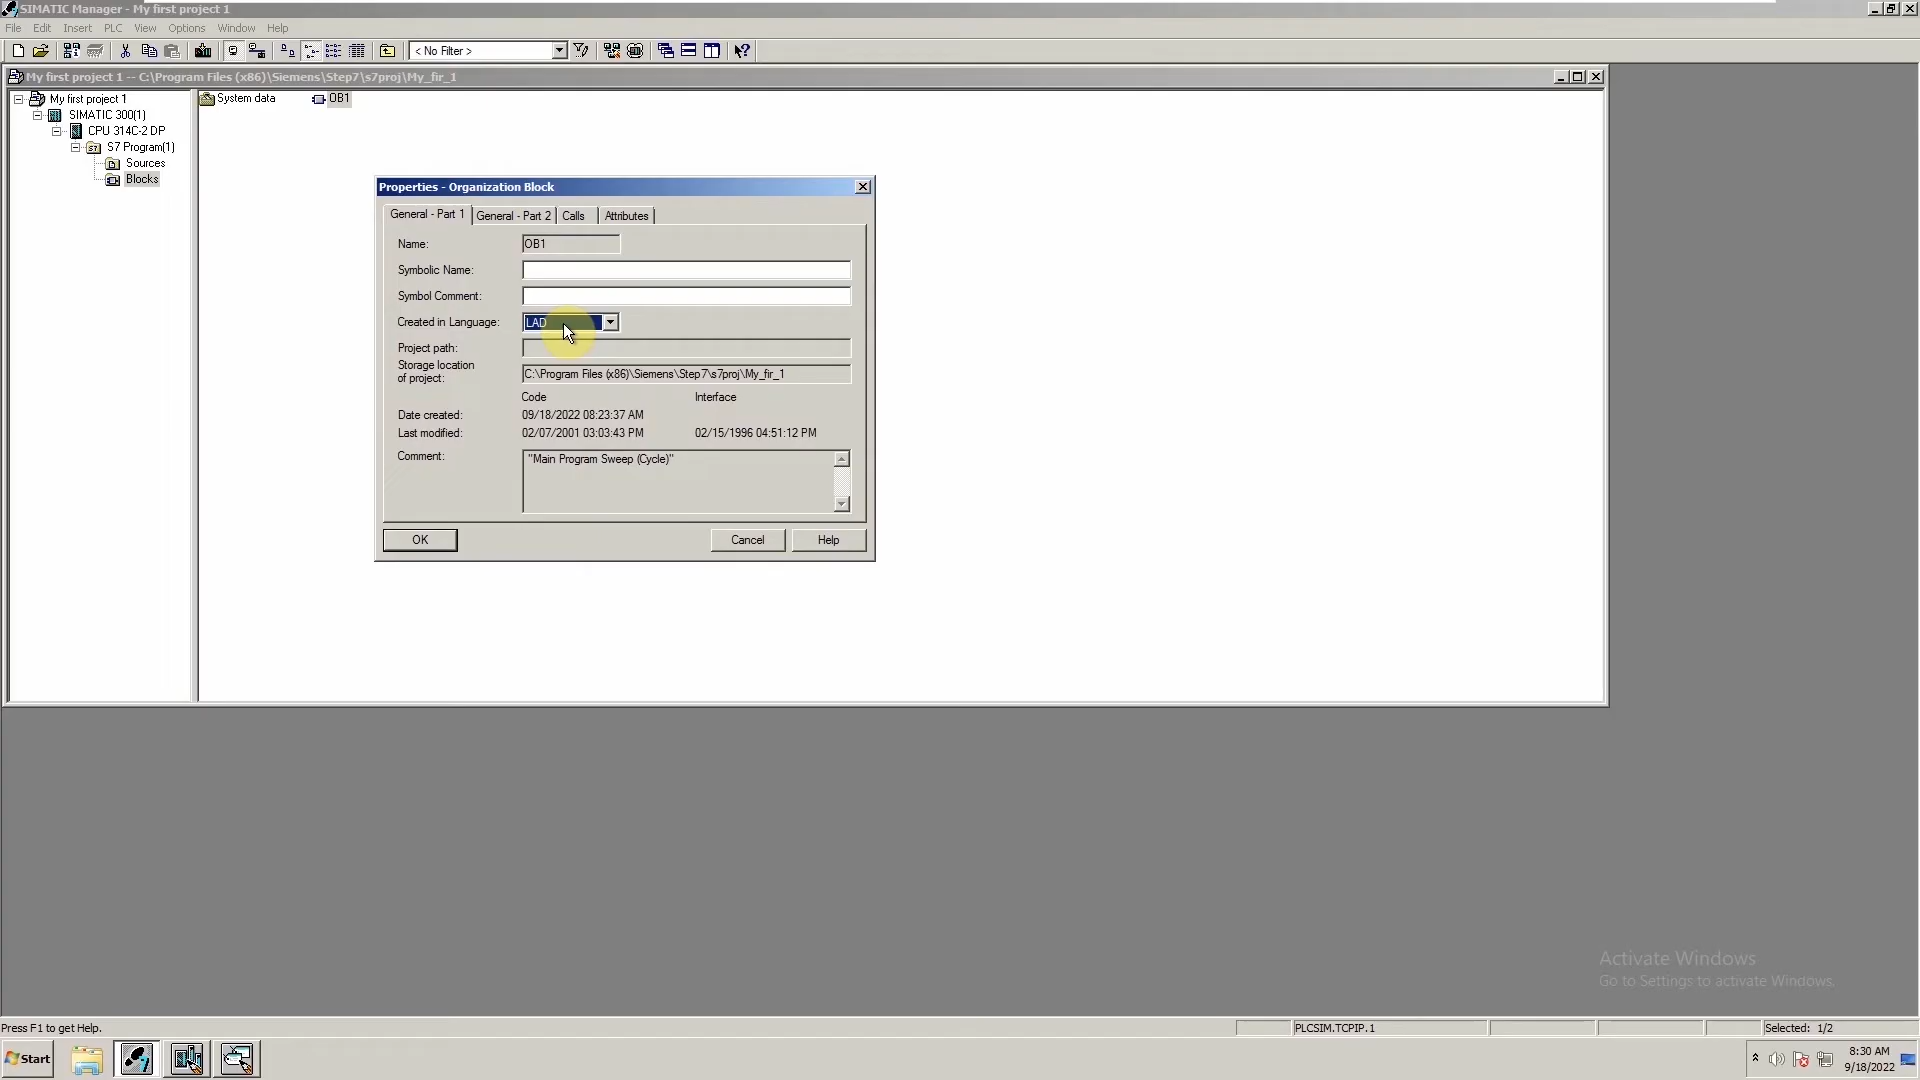 SIMATIC Manager - My first project 1
File Edit Insert PLC View Options Window Help
< No Filter >
My first project 1 -- C:\Program Files (x86)\Siemens\Step7\s7proj\My_fir_1
My first project 1
SIMATIC 300(1)
CPU 314C-2 DP
S7 Program(1)
Sources
Blocks
System data OB1
Properties - Organization Block
General - Part 1 General - Part 2 Calls Attributes
Name: OB1
Symbolic Name:
Symbol Comment:
Created in Language: LAD
Project path:
Storage location
of project: C:\Program Files (x86)\Siemens\Step7\s7proj\My_fir_1
Code Interface
Date created: 09/18/2022 08:23:37 AM
Last modified: 02/07/2001 03:03:43 PM 02/15/1996 04:51:12 PM
Comment: "Main Program Sweep (Cycle)"
OK Cancel Help
Activate Windows
Go to Settings to activate Windows.
Press F1 to get Help. PLCSIM.TCPIP.1 Selected: 1/2
Start 8:30 AM
9/18/2022